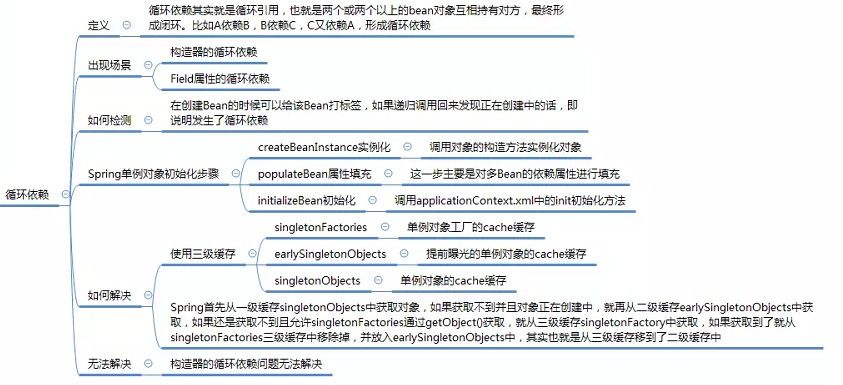 循环依赖
定义
循环依赖其实就是循环引用，也就是两个或两个以上的bean对象互相持有对方，最终形
成闭环。比如A依赖B，B依赖C，C又依赖A，形成循环依赖
出现场景
构造器的循环依赖
Field属性的循环依赖
如何检测
在创建Bean的时候可以给该Bean打标签，如果递归调用回来发现正在创建中的话，即
说明发生了循环依赖
Spring单例对象初始化步骤
createBeanInstance实例化
调用对象的构造方法实例化对象
populateBean属性填充
这一步主要是对多Bean的依赖属性进行填充
initializeBean初始化
调用applicationContext.xml中的init初始化方法
如何解决
使用三级缓存
singletonFactories
单例对象工厂的cache缓存
earlySingletonObjects
提前曝光的单例对象的cache缓存
singletonObjects
单例对象的cache缓存
Spring首先从一级缓存singletonObjects中获取对象，如果获取不到并且对象正在创建中，就再从二级缓存earlySingletonObjects中获
取，如果还是获取不到且允许singletonFactories通过getObject()获取，就从三级缓存singletonFactory中获取，如果获取到了就从
singletonFactories三级缓存中移除掉，并放入earlySingletonObjects中，其实也就是从三级缓存移到了二级缓存中
无法解决
构造器的循环依赖问题无法解决